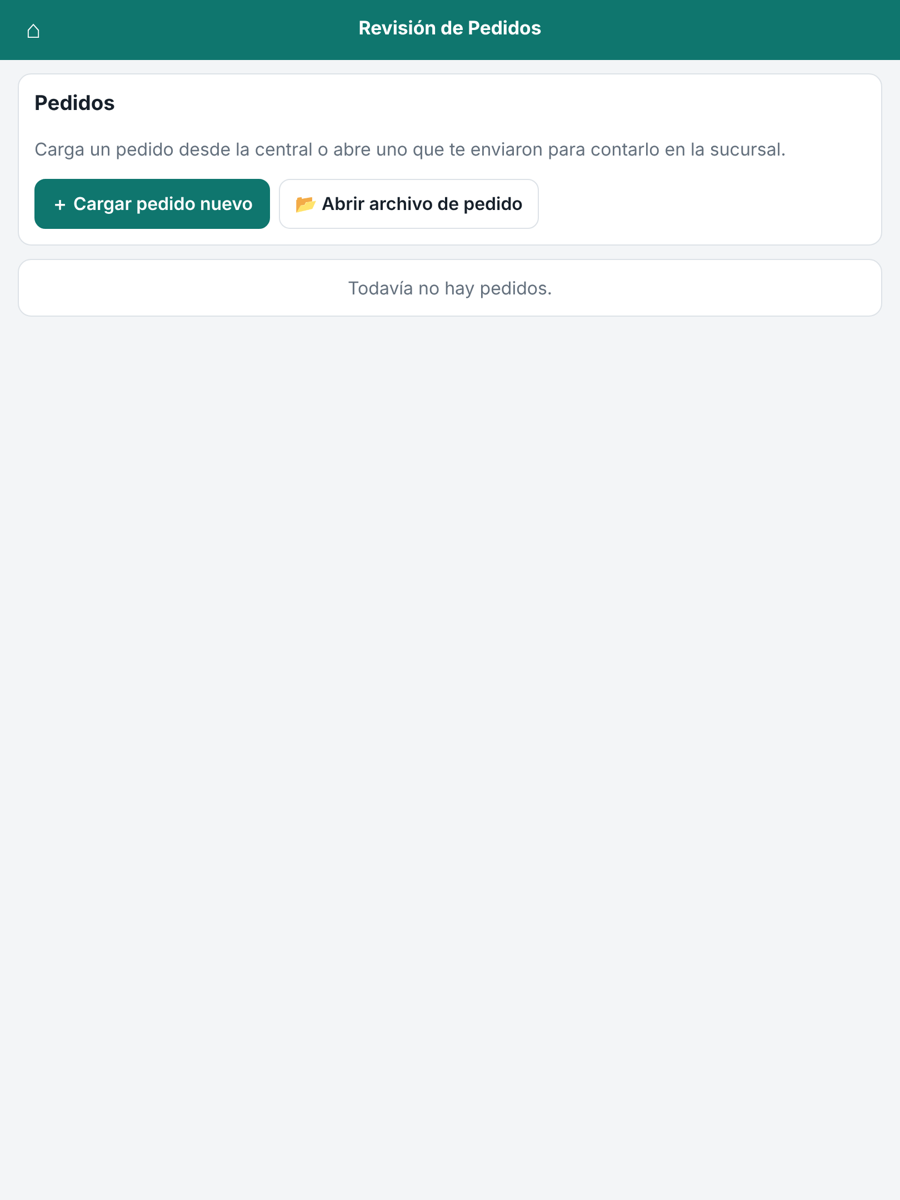 Revisión de Pedidos
Pedidos
Carga un pedido desde la central o abre uno que te enviaron para contarlo en la sucursal.
+ Cargar pedido nuevo
Abrir archivo de pedido
Todavía no hay pedidos.